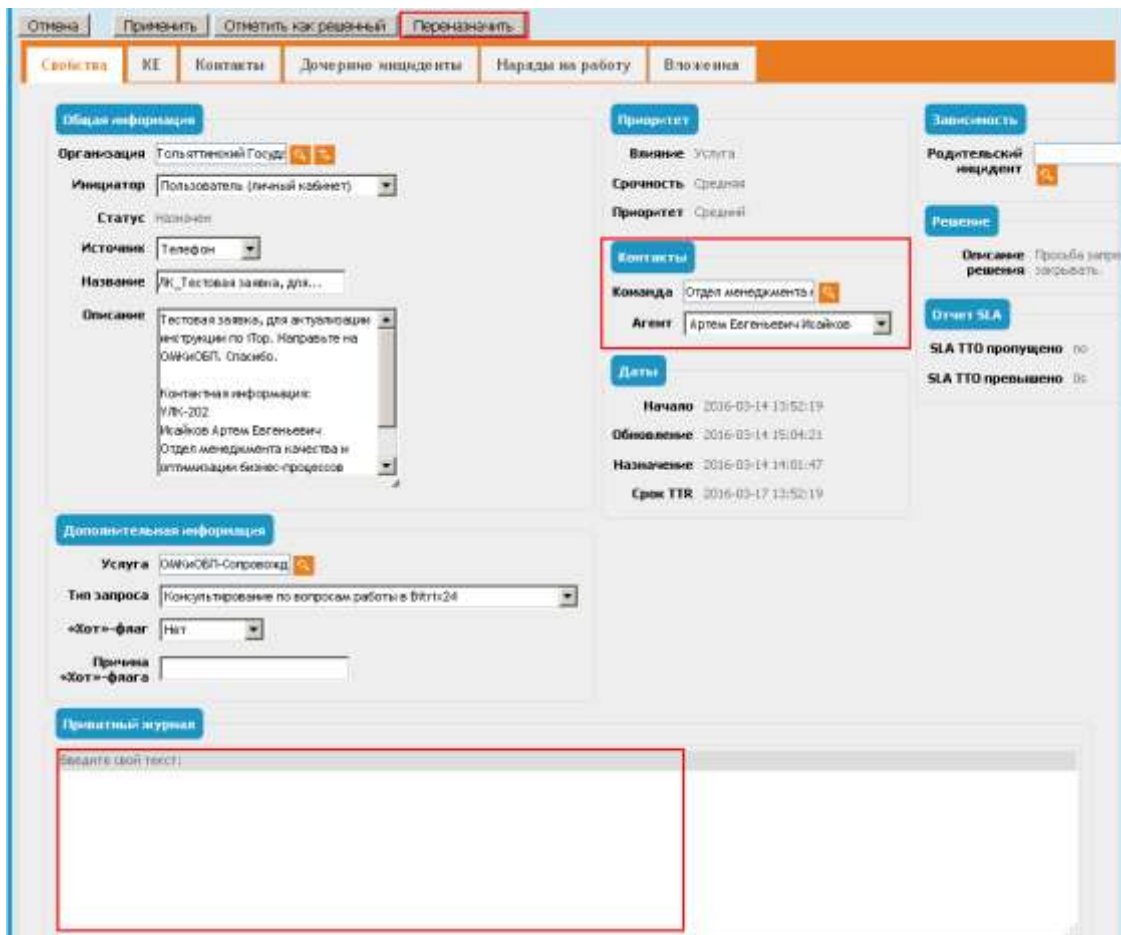 Отмена Применить Отметить как решенный Переназначить
Свойства КЕ Контакты Дочерние инциденты Наряды на работу Вложения
Общая информация
Организация Тольяттинский Госуд
Инициатор Пользователь (личный кабинет)
Статус Назначен
Источник Телефон
Название ЛК_Тестовая заявка, для...
Описание Тестовая заявка, для актуализации
инструкции по iTop. Направьте на
ОМКиОБП. Спасибо.
Контактная информация:
УЛК-202
Исайков Артем Евгеньевич
Отдел менеджмента качества и
оптимизации бизнес-процессов
Дополнительная информация
Услуга ОМКиОБП-Сопровожд
Тип запроса Консультирование по вопросам работы в Bitrix24
«Хот»-флаг Нет
Причина
«Хот»-флага
Приоритет
Влияние Услуга
Срочность Средняя
Приоритет Средний
Контакты
Команда Отдел менеджмента
Агент Артем Евгеньевич Исайков
Даты
Начало 2016-03-14 13:52:19
Обновление 2016-03-14 15:04:21
Назначение 2016-03-14 14:01:47
Срок TTR 2016-03-17 13:52:19
Зависимость
Родительский
инцидент
Решение
Описание Просьба
решения закрывать.
Отчет SLA
SLA TTO пропущено no
SLA TTO превышено 0s
Приватный журнал
Введите свой текст: